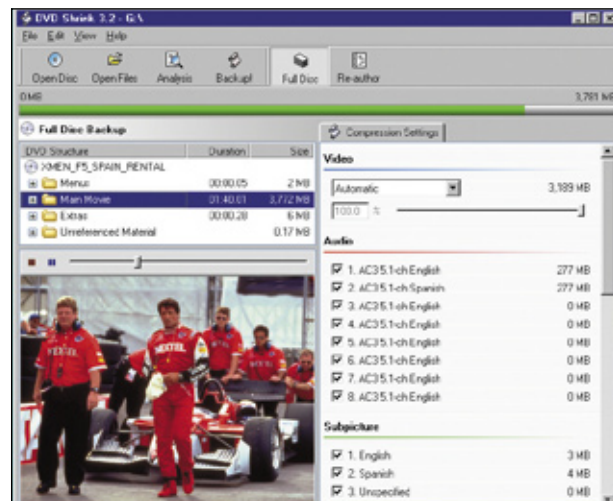 DVD Shrink 3.2 - G:\
File Edit View Help
Open Disc Open Files Analysis Backup! Full Disc Re-author
0 MB 3,781 MB
Full Disc Backup
Compression Settings
DVD Structure Duration Size
XMEN_F5_SPAIN_RENTAL
Menus 00:00.05 2 MB
Main Movie 01:40.01 3,772 MB
Extras 00:00.28 6 MB
Unreferenced Material 0.17 MB
NEXTEL
Video
Automatic 3,189 MB
100.0 %
Audio
1. AC3 5.1-ch English 277 MB
2. AC3 5.1-ch Spanish 277 MB
3. AC3 5.1-ch English 0 MB
4. AC3 5.1-ch English 0 MB
5. AC3 5.1-ch English 0 MB
6. AC3 5.1-ch English 0 MB
7. AC3 5.1-ch English 0 MB
8. AC3 5.1-ch English 0 MB
Subpicture
1. English 3 MB
2. Spanish 4 MB
3. Unspecified 0 MB